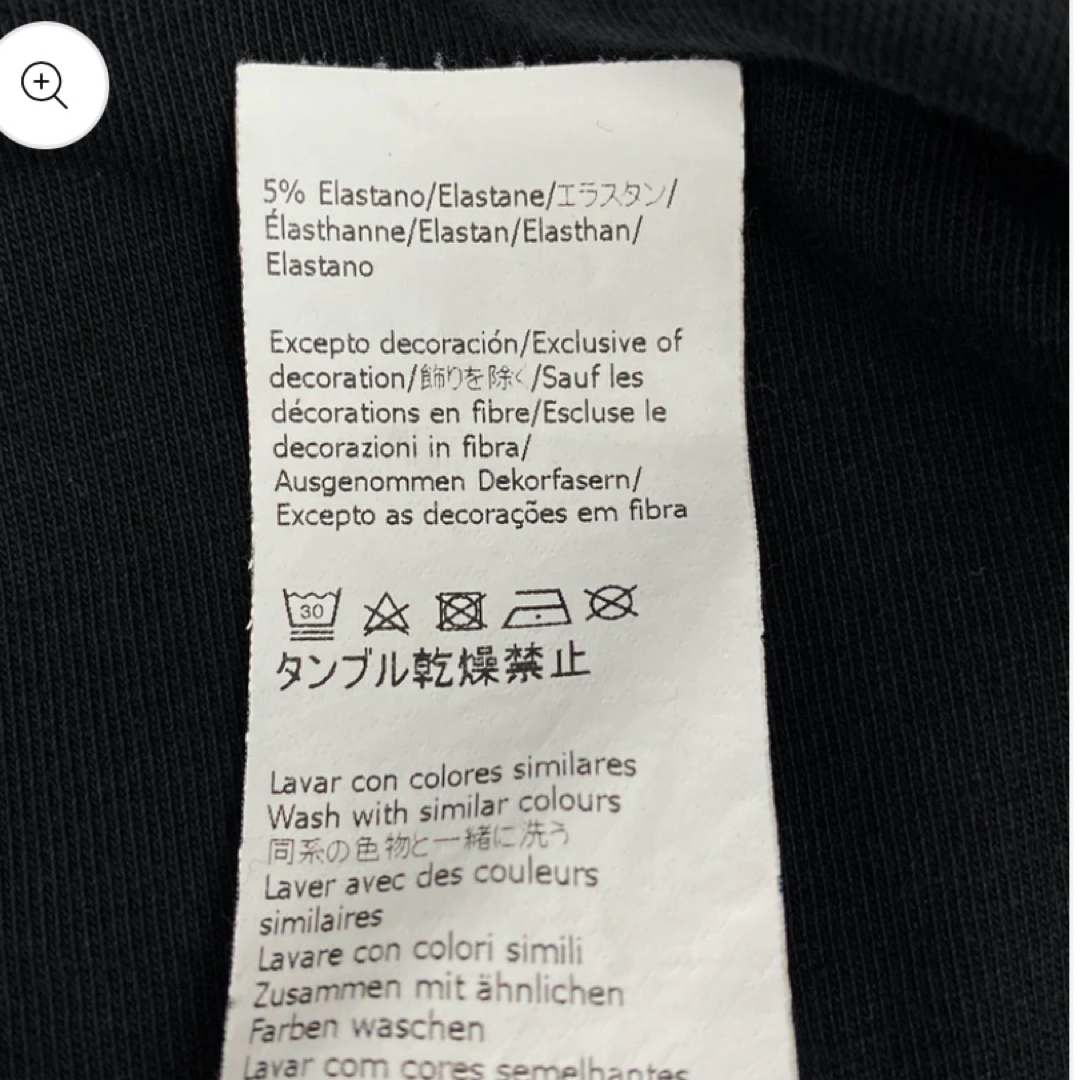 5% Elastano/Elastane/エラスタン/
Élasthanne/Elastan/Elasthan/
Elastano
Excepto decoración/Exclusive of
decoration/飾りを除く/Sauf les
décorations en fibre/Escluse le
decorazioni in fibra/
Ausgenommen Dekorfasern/
Excepto as decorações em fibra
30
タンブル乾燥禁止
Lavar con colores similares
Wash with similar colours
同系の色物と一緒に洗う
Laver avec des couleurs
similaires
Lavare con colori simili
Zusammen mit ähnlichen
Farben waschen
Lavar com cores semelhantes